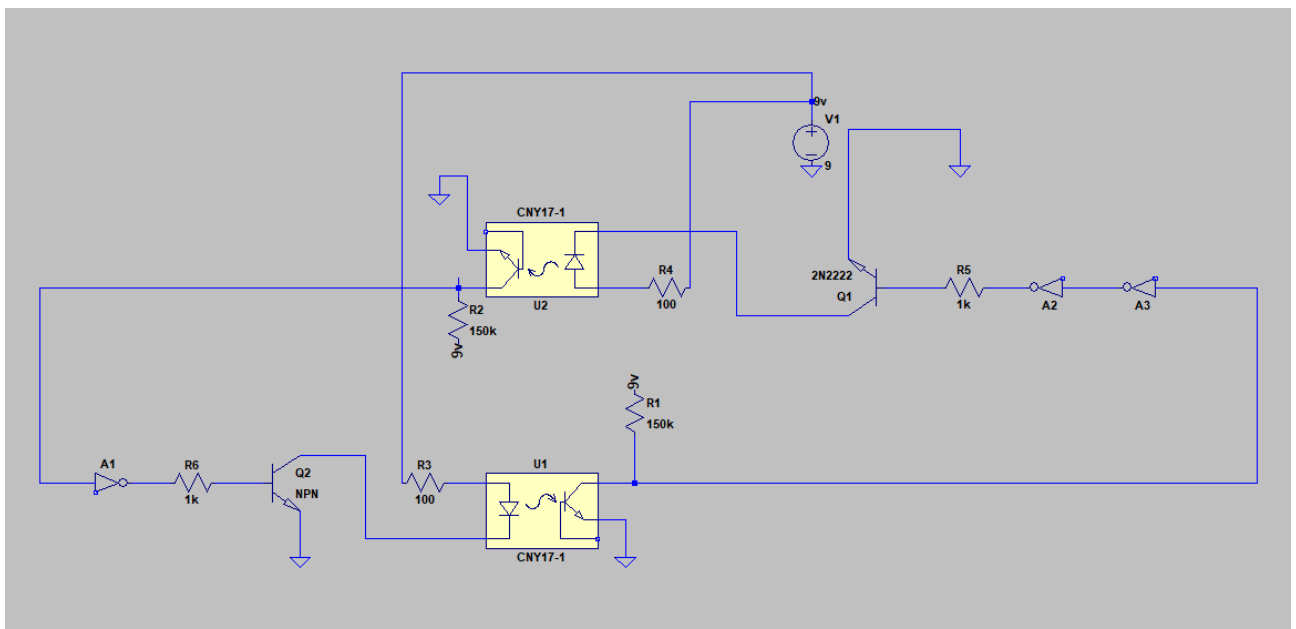 9v
V1
9
CNY17-1
2N2222
Q1
R4
100
U2
R5
1k
A2
A3
R2
150k
9v
9v
R1
150k
A1
R6
1k
Q2
NPN
R3
100
U1
CNY17-1